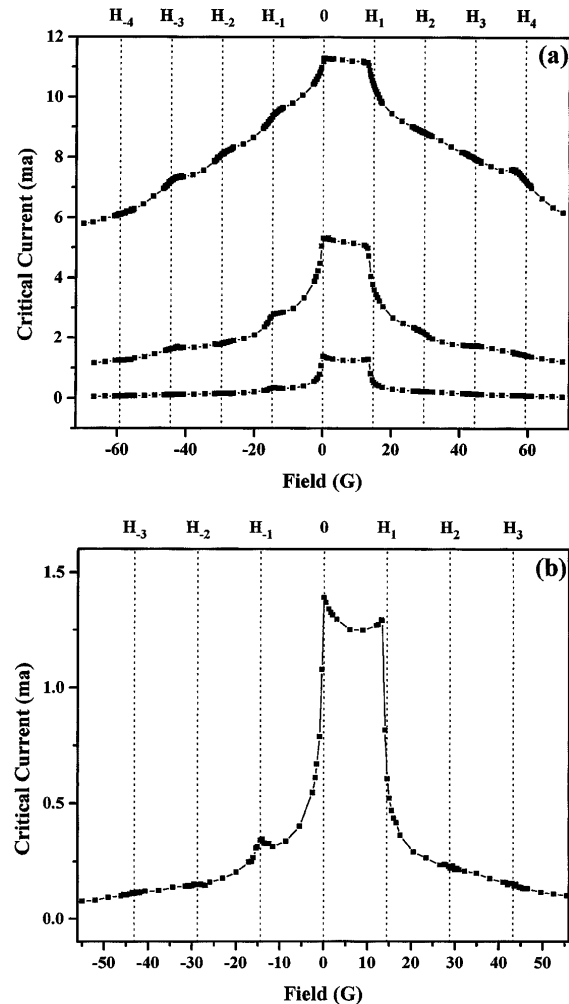 H-4 H-3 H-2 H-1 0 H1 H2 H3 H4
(a)
12
10
8
6
4
2
0
Critical Current (ma)
-60 -40 -20 0 20 40 60
Field (G)
H-3 H-2 H-1 0 H1 H2 H3
(b)
1.5
1.0
0.5
0.0
Critical Current (ma)
-50 -40 -30 -20 -10 0 10 20 30 40 50
Field (G)